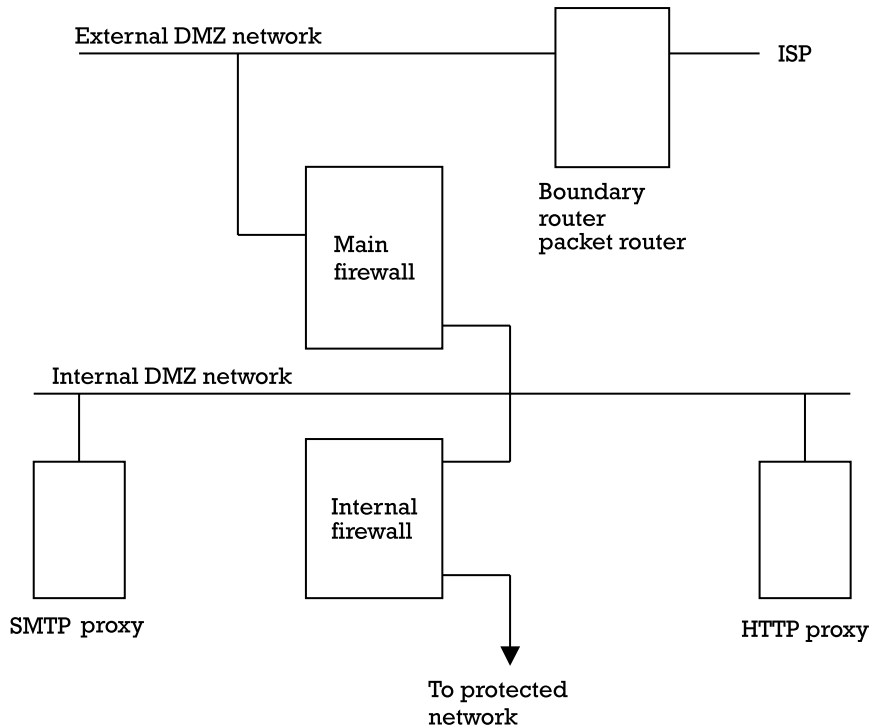 External DMZ network
ISP
Boundary
router
packet router
Main
firewall
Internal DMZ network
Internal
firewall
SMTP proxy
HTTP proxy
To protected
network